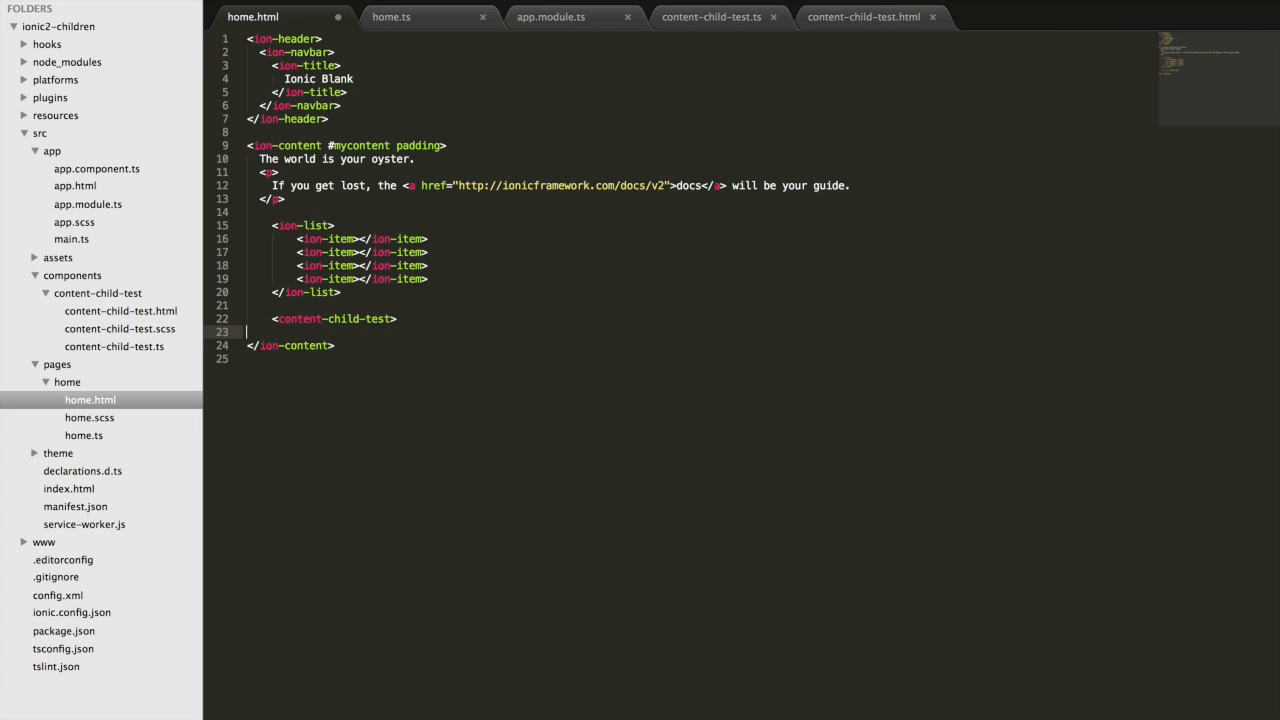 FOLDERS
ionic2-children
hooks
node_modules
platforms
plugins
resources
src
app
app.component.ts
app.html
app.module.ts
app.scss
main.ts
assets
components
content-child-test
content-child-test.html
content-child-test.scss
content-child-test.ts
pages
home
home.html
home.scss
home.ts
theme
declarations.d.ts
index.html
manifest.json
service-worker.js
www
.editorconfig
.gitignore
config.xml
ionic.config.json
package.json
tsconfig.json
tslint.json
home.html home.ts app.module.ts content-child-test.ts content-child-test.html
1 <ion-header>
2 <ion-navbar>
3 <ion-title>
4 Ionic Blank
5 </ion-title>
6 </ion-navbar>
7 </ion-header>
8
9 <ion-content #mycontent padding>
10 The world is your oyster.
11 <p>
12 If you get lost, the <a href="http://ionicframework.com/docs/v2">docs</a> will be your guide.
13 </p>
14
15 <ion-list>
16 <ion-item></ion-item>
17 <ion-item></ion-item>
18 <ion-item></ion-item>
19 <ion-item></ion-item>
20 </ion-list>
21
22 <content-child-test>
23
24 </ion-content>
25